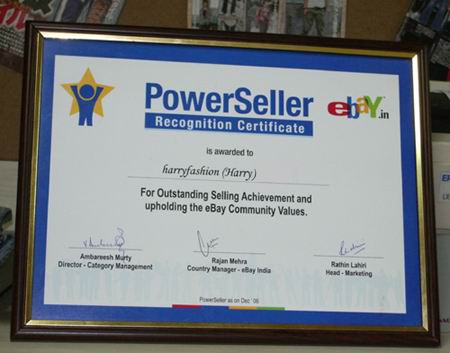 PowerSeller
Recognition Certificate
ebaY.in
is awarded to
harryfashion (Harry)
For Outstanding Selling Achievement and
upholding the eBay Community Values.
Ambareesh Murty
Director - Category Management
Rajan Mehra
Country Manager - eBay India
Rathin Lahiri
Head - Marketing
PowerSeller as on Dec ' 06